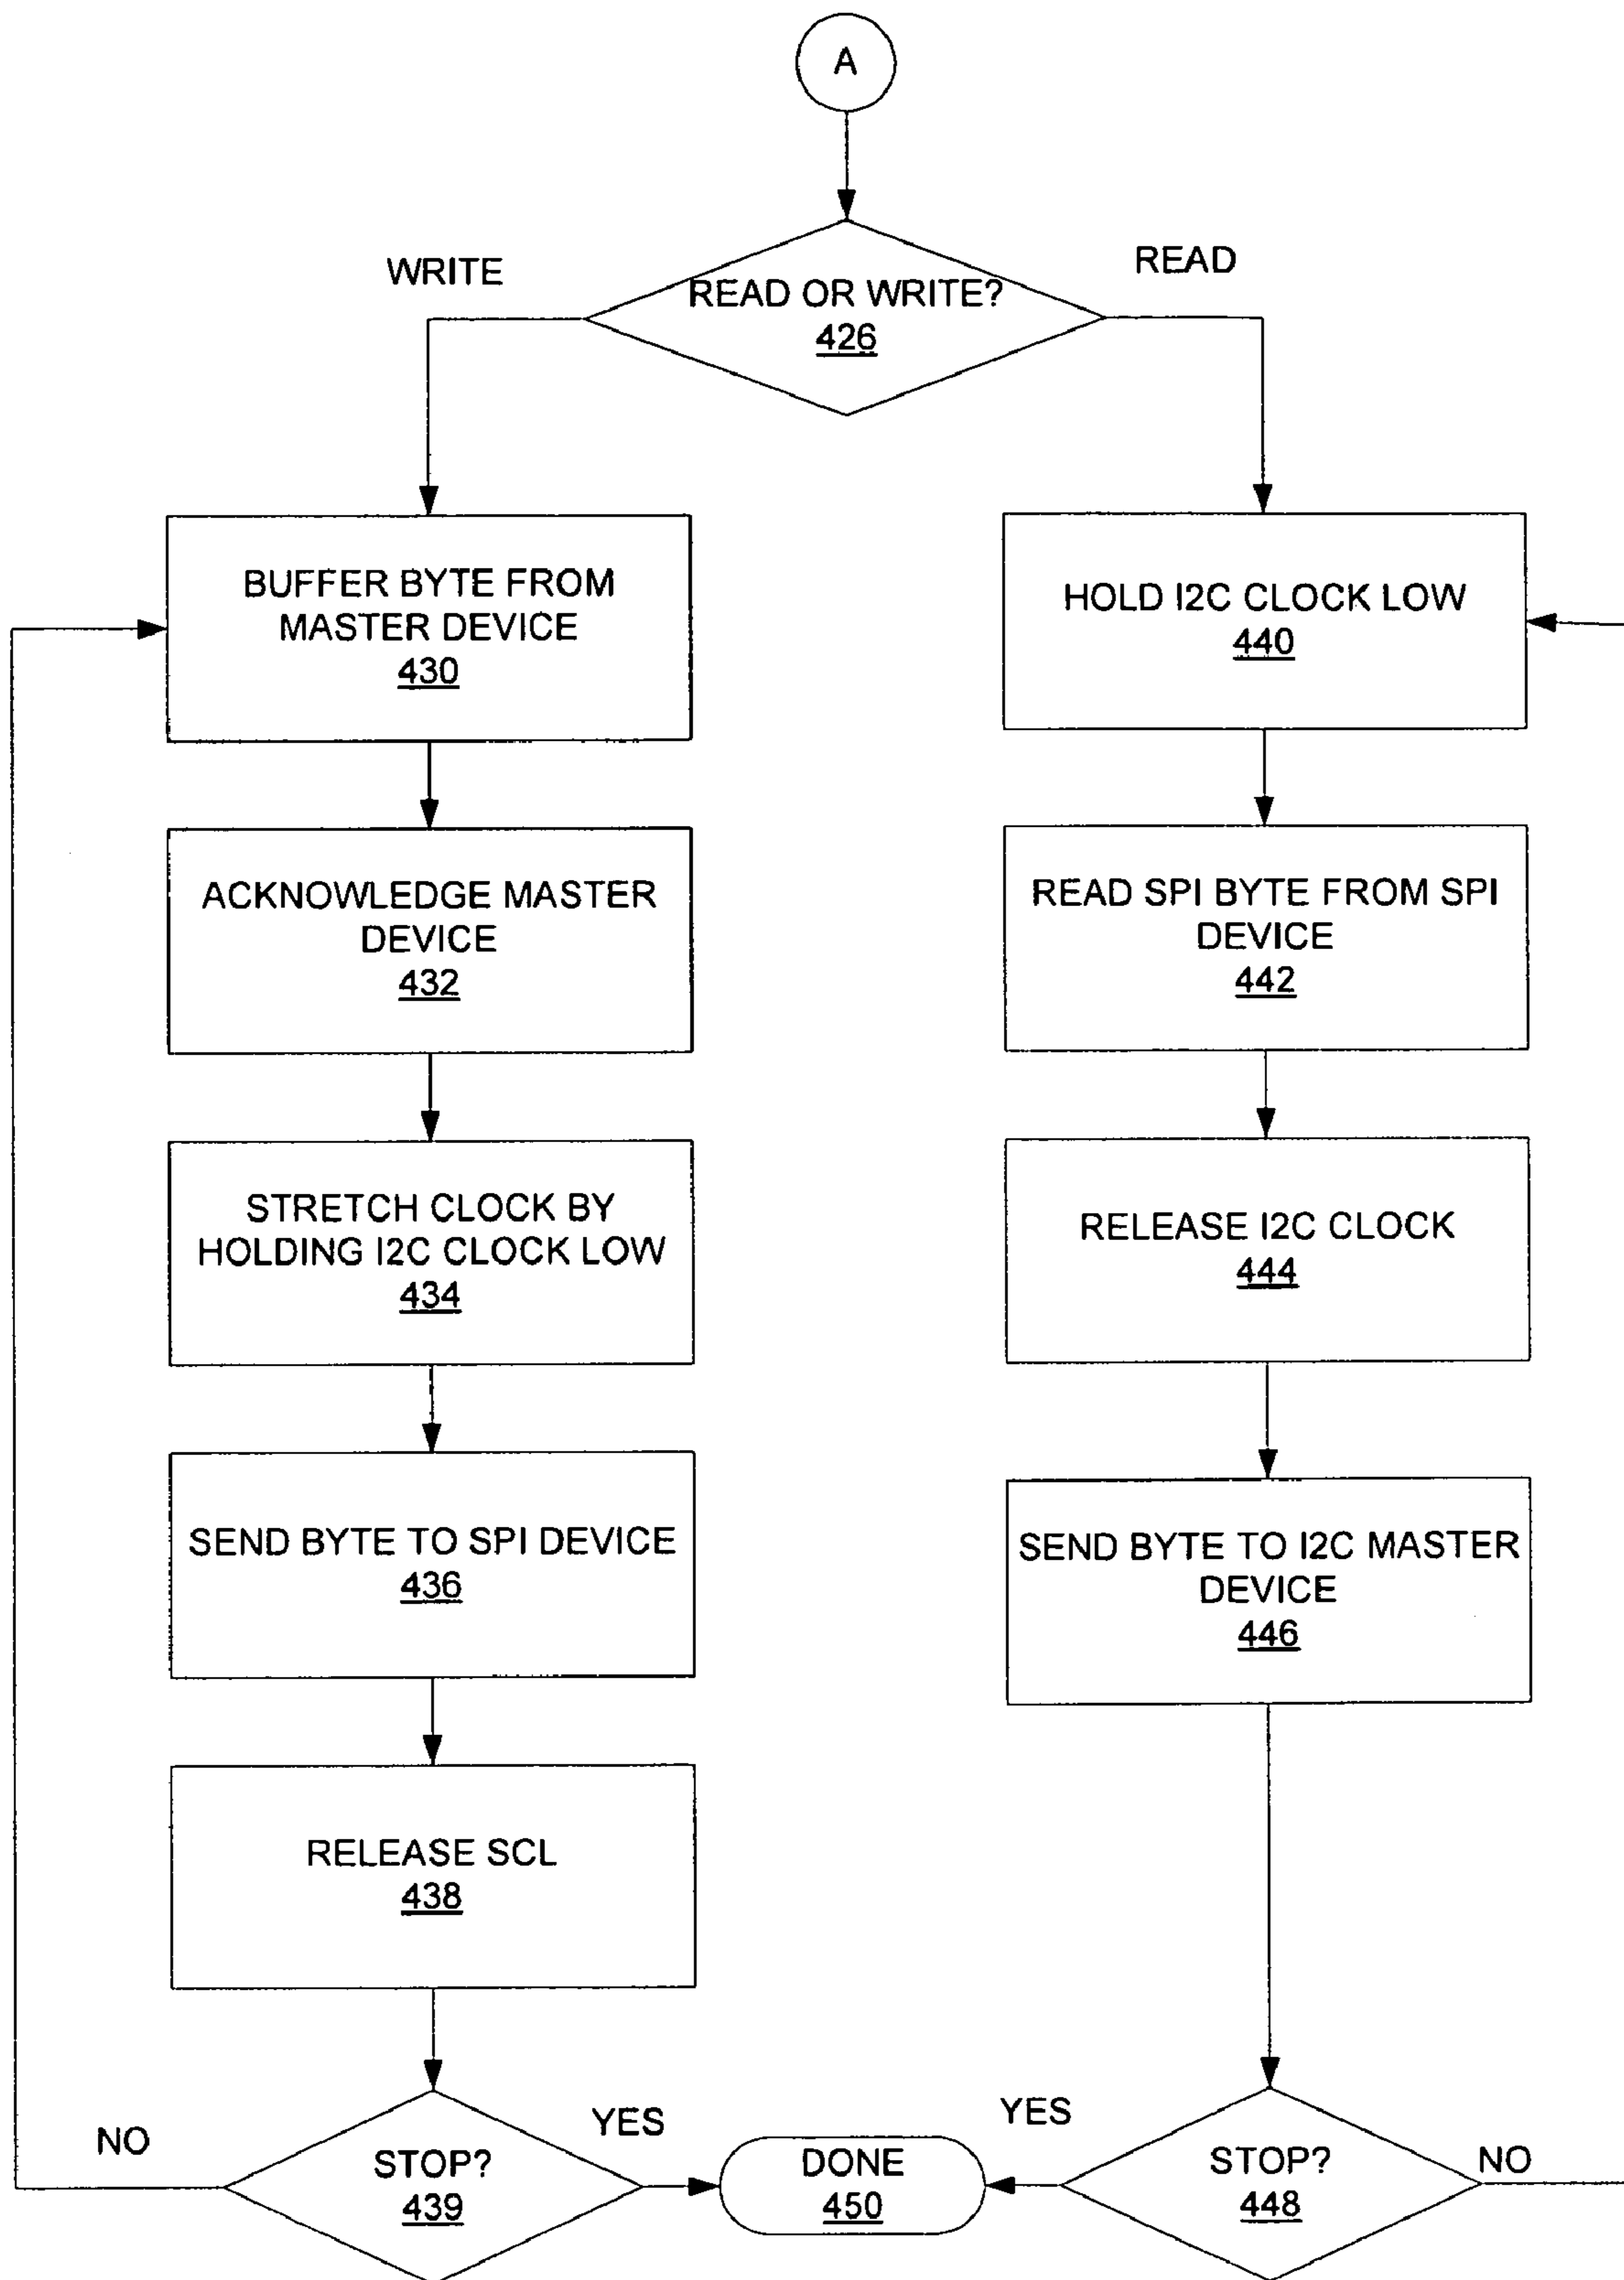 A
WRITE
READ
READ OR WRITE?
426
BUFFER BYTE FROM
MASTER DEVICE
430
HOLD I2C CLOCK LOW
440
ACKNOWLEDGE MASTER
DEVICE
432
READ SPI BYTE FROM SPI
DEVICE
442
STRETCH CLOCK BY
HOLDING I2C CLOCK LOW
434
RELEASE I2C CLOCK
444
SEND BYTE TO SPI DEVICE
436
SEND BYTE TO I2C MASTER
DEVICE
446
RELEASE SCL
438
NO
STOP?
439
YES
DONE
450
YES
STOP?
448
NO